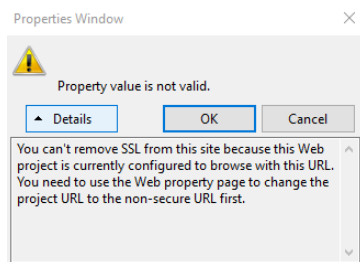 Properties Window
Property value is not valid.
Details
OK
Cancel
You can't remove SSL from this site because this Web
project is currently configured to browse with this URL.
You need to use the Web property page to change the
project URL to the non-secure URL first.